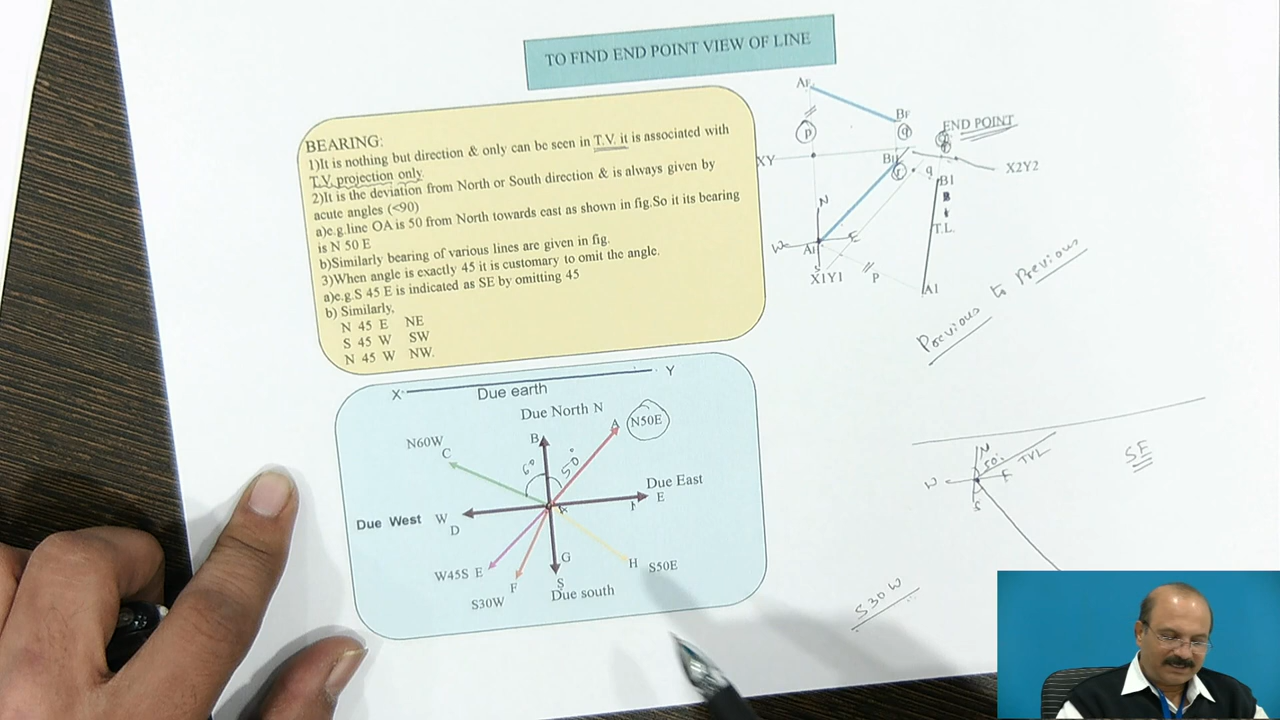 TO FIND END POINT VIEW OF LINE
BEARING:
1)It is nothing but direction & only can be seen in T.V. it is associated with
T.V. projection only.
2)It is the deviation from North or South direction & is always given by
acute angles (<90)
a)e.g.line OA is 50 from North towards east as shown in fig.So it its bearing
is N 50 E
b)Similarly bearing of various lines are given in fig.
3)When angle is exactly 45 it is customary to omit the angle.
a)e.g.S 45 E is indicated as SE by omitting 45
b) Similarly,
N 45 E NE
S 45 W SW
N 45 W NW.
X Y
Due earth
Due North N
B
A N50E
N60W
C
60
50°
Due East
E
Due West W
D
W45S E
F
S30W
G
S
Due south
H S50E
AF
BF
p
q
END POINT
XY
X2Y2
q
B1
N
W
E
S
X1Y1
p
T.L.
A1
Previous to Previous
N
50°
TVL
W
E
S
SE
S30W